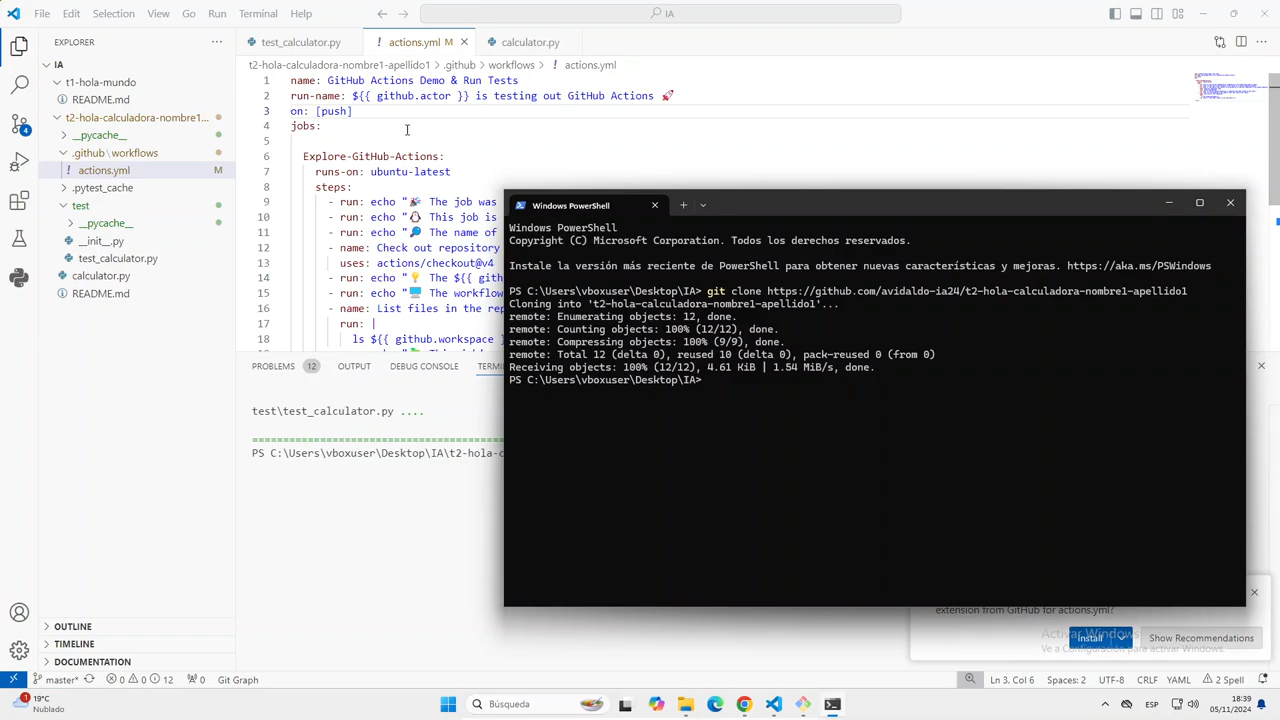 File Edit Selection View Go Run Terminal Help
IA
EXPLORER
IA
t1-hola-mundo
README.md
t2-hola-calculadora-nombre1...
__pycache__
.github\workflows
actions.yml M
.pytest_cache
test
__pycache__
__init__.py
test_calculator.py
calculator.py
README.md
OUTLINE
TIMELINE
DOCUMENTATION
test_calculator.py
actions.yml M
calculator.py
t2-hola-calculadora-nombre1-apellido1 > .github > workflows > actions.yml
1 name: GitHub Actions Demo & Run Tests
2 run-name: ${{ github.actor }} is testing out GitHub Actions 🚀
3 on: [push]
4 jobs:
5
6 Explore-GitHub-Actions:
7 runs-on: ubuntu-latest
8 steps:
9 - run: echo "🎉 The job was
10 - run: echo "🐧 This job is
11 - run: echo "🔎 The name of
12 - name: Check out repository
13 uses: actions/checkout@v4
14 - run: echo "💡 The ${{ gith
15 - run: echo "🖥️ The workflow
16 - name: List files in the rep
17 run: |
18 ls ${{ github.workspace }
PROBLEMS 12 OUTPUT DEBUG CONSOLE TERM
test\test_calculator.py ....
PS C:\Users\vboxuser\Desktop\IA\t2-hola-c
Windows PowerShell
Windows PowerShell
Copyright (C) Microsoft Corporation. Todos los derechos reservados.
Instale la versión más reciente de PowerShell para obtener nuevas características y mejoras. https://aka.ms/PSWindows
PS C:\Users\vboxuser\Desktop\IA> git clone https://github.com/avidaldo-ia24/t2-hola-calculadora-nombre1-apellido1
Cloning into 't2-hola-calculadora-nombre1-apellido1'...
remote: Enumerating objects: 12, done.
remote: Counting objects: 100% (12/12), done.
remote: Compressing objects: 100% (9/9), done.
remote: Total 12 (delta 0), reused 10 (delta 0), pack-reused 0 (from 0)
Receiving objects: 100% (12/12), 4.61 KiB | 1.54 MiB/s, done.
PS C:\Users\vboxuser\Desktop\IA>
extension from GitHub for actions.yml?
Install
Show Recommendations
Activar Windows
Ve a Configuración para activar Windows.
4
master* 0 0 12 0 Git Graph
Ln 3, Col 6 Spaces: 2 UTF-8 CRLF YAML 2 Spell
1
19°C
Nublado
Búsqueda
ESP
18:39
05/11/2024